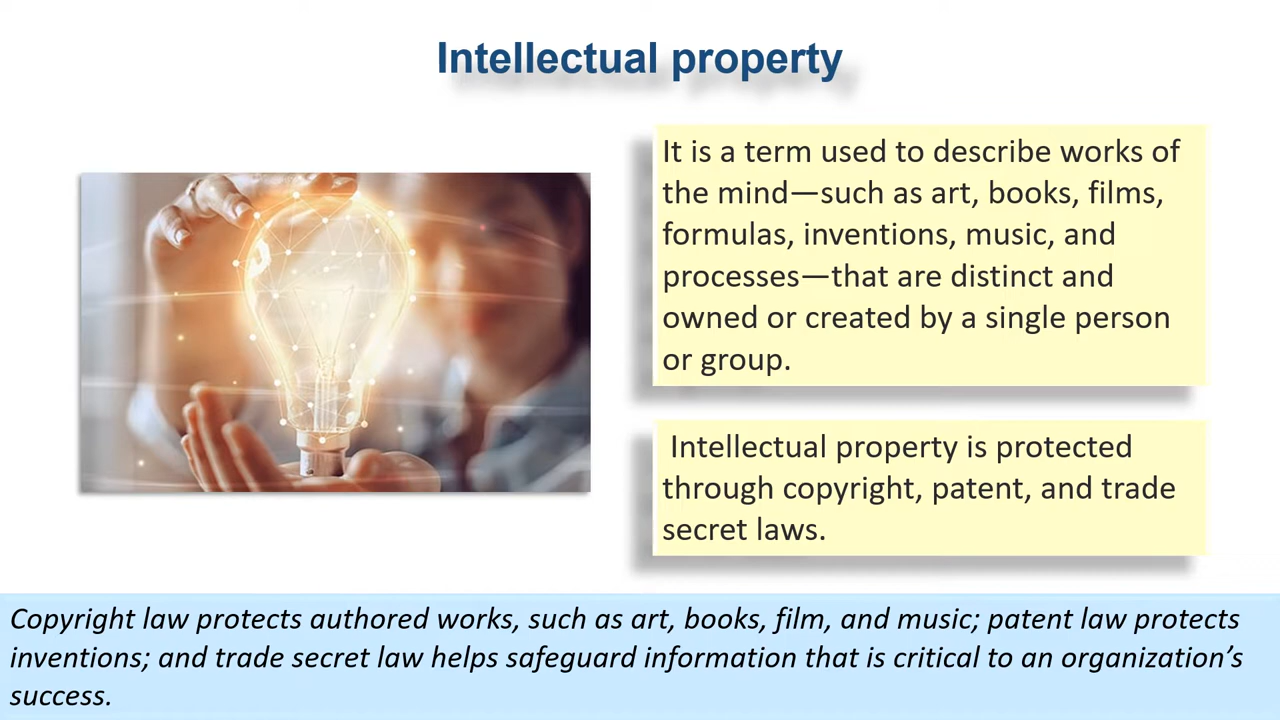 Intellectual property
It is a term used to describe works of
the mind—such as art, books, films,
formulas, inventions, music, and
processes—that are distinct and
owned or created by a single person
or group.
Intellectual property is protected
through copyright, patent, and trade
secret laws.
Copyright law protects authored works, such as art, books, film, and music; patent law protects
inventions; and trade secret law helps safeguard information that is critical to an organization’s
success.